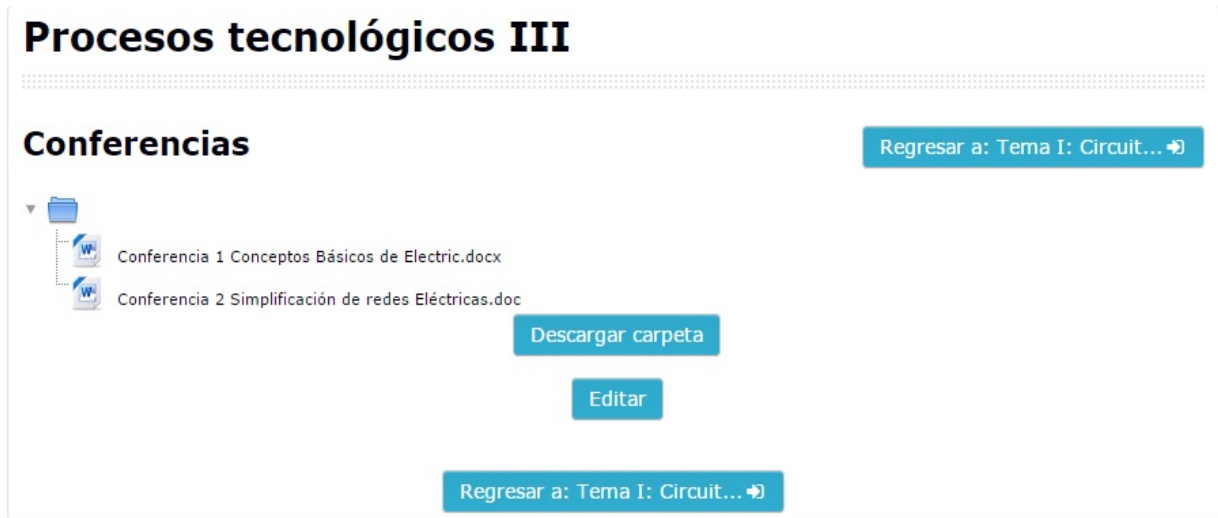 Procesos tecnológicos III
Conferencias
Regresar a: Tema I: Circuit...
Conferencia 1 Conceptos Básicos de Electric.docx
Conferencia 2 Simplificación de redes Eléctricas.doc
Descargar carpeta
Editar
Regresar a: Tema I: Circuit...